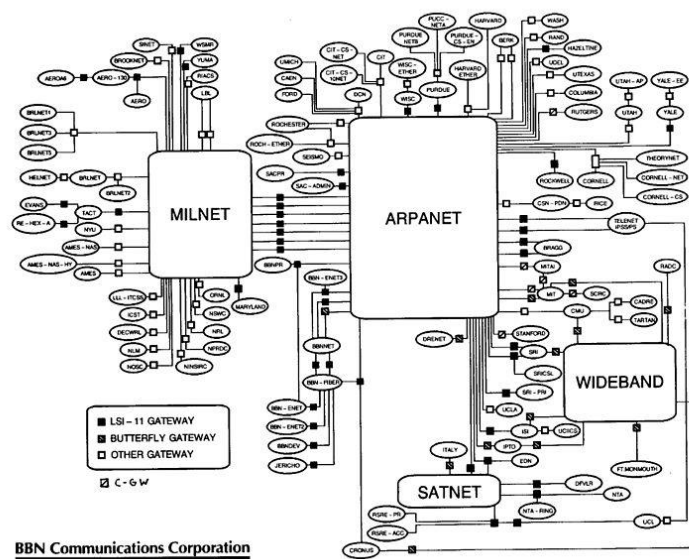 PUCC - NETA
HARVARD
WASH
PURDUE NETB
PURDUE - CS - EN
RAND
BERK
HAZELTINE
CIT - CS - NET
CIT
UMICH
WISC - ETHER
UDEL
CAEN
CIT - CS - 10NET
HARVARD ETHER
UTEXAS
FORD
DCN
WISC
PURDUE
COLUMBIA
UTAH - AP
YALE - EE
RUTGERS
UTAH
YALE
WSMR
BROOKNET
YUMA
AEROA6
AERO - 130
RIACS
AERO
LBL
BRLNET1
BRLNET3
BRLNET5
ROCHESTER
ROCH - ETHER
SEISMO
SACPR
SAC - ADMIN
ROCKWELL
CORNELL
THEORYNET
CORNELL - NET
CORNELL - CS
HELNET
BRLNET
BRLNET2
MILNET
ARPANET
EVANS
TACT
RE - HEX - A
NYU
AMES - NAS
AMES - NAS - HY
AMES
CSN - PDN
RICE
TELENET
IPSS/PS
BRAGG
BBNPR
BBN - ENET3
MITAI
MIT
SCRC
RADC
CMU
CADRE
TARTAN
LLL - ITCSS
ICST
DECWRL
NLM
NOSC
ORNL
NSWC
NRL
NPRDC
NINSIRC
MARYLAND
BBNNET
BBN - FIBER
BBN - ENET
BBN - ENET2
BBNDEV
JERICHO
DRENET
STANFORD
SRI
SRICSL
SRI - PR
UCLA
ISI
UCIICS
IPTO
WIDEBAND
FT.MONMOUTH
ITALY
EON
SATNET
DFVLR
NTA
NTA - RING
RSRE - PR
RSRE - ACC
UCL
CRONUS
LSI - 11 GATEWAY
BUTTERFLY GATEWAY
OTHER GATEWAY
C-GW
BBN Communications Corporation